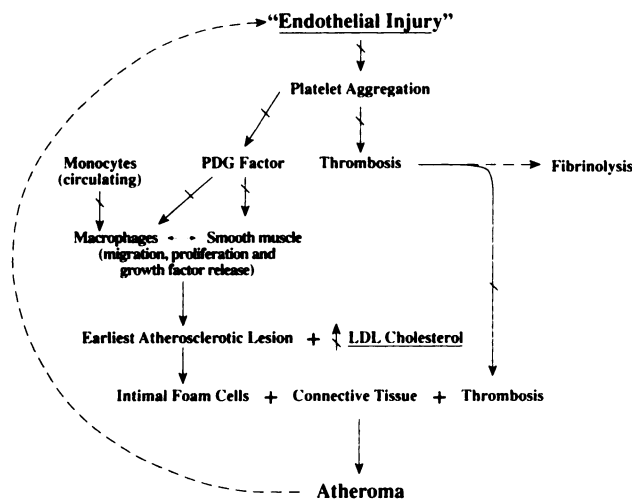 “Endothelial Injury”
Platelet Aggregation
Monocytes
(circulating)
PDG Factor
Thrombosis
Fibrinolysis
Macrophages
Smooth muscle
(migration, proliferation and
growth factor release)
Earliest Atherosclerotic Lesion + LDL Cholesterol
Intimal Foam Cells + Connective Tissue + Thrombosis
Atheroma